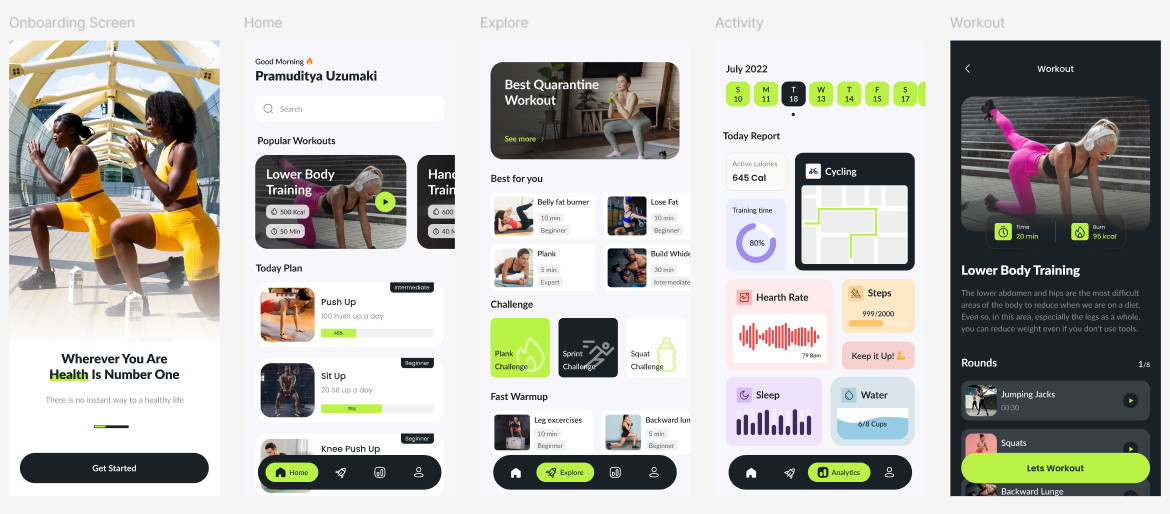 Onboarding Screen
Wherever You Are
Health Is Number One
There is no instant way to a healthy life
Get Started
Home
Good Morning 🔥
Pramuditya Uzumaki
Search
Popular Workouts
Lower Body
Training
500 Kcal
50 Min
Hand
Train
600
40 M
Today Plan
Intermediate
Push Up
100 Push up a day
45%
Beginner
Sit Up
20 Sit up a day
75%
Beginner
Knee Push Up
Home
Explore
Best Quarantine
Workout
See more
Best for you
Belly fat burner
10 min
Beginner
Lose Fat
10 min
Beginner
Plank
5 min
Expert
Build Wide
30 min
Intermediate
Challenge
Plank
Challenge
Sprint
Challenge
Squat
Challenge
Fast Warmup
Leg excercises
10 min
Beginner
Backward lun
5 min
Beginner
Explore
Activity
July 2022
S M T W T F S
10 11 18 13 14 15 17
Today Report
Active calories
645 Cal
Cycling
Training time
80%
Hearth Rate
79 Bpm
Steps
999/2000
Keep it Up! 💪
Sleep
Water
6/8 Cups
Analytics
Workout
Workout
Time
20 min
Burn
95 kcal
Lower Body Training
The lower abdomen and hips are the most difficult
areas of the body to reduce when we are on a diet.
Even so, in this area, especially the legs as a whole,
you can reduce weight even if you don't use tools.
Rounds
1/8
Jumping Jacks
00:30
Squats
Lets Workout
Backward Lunge